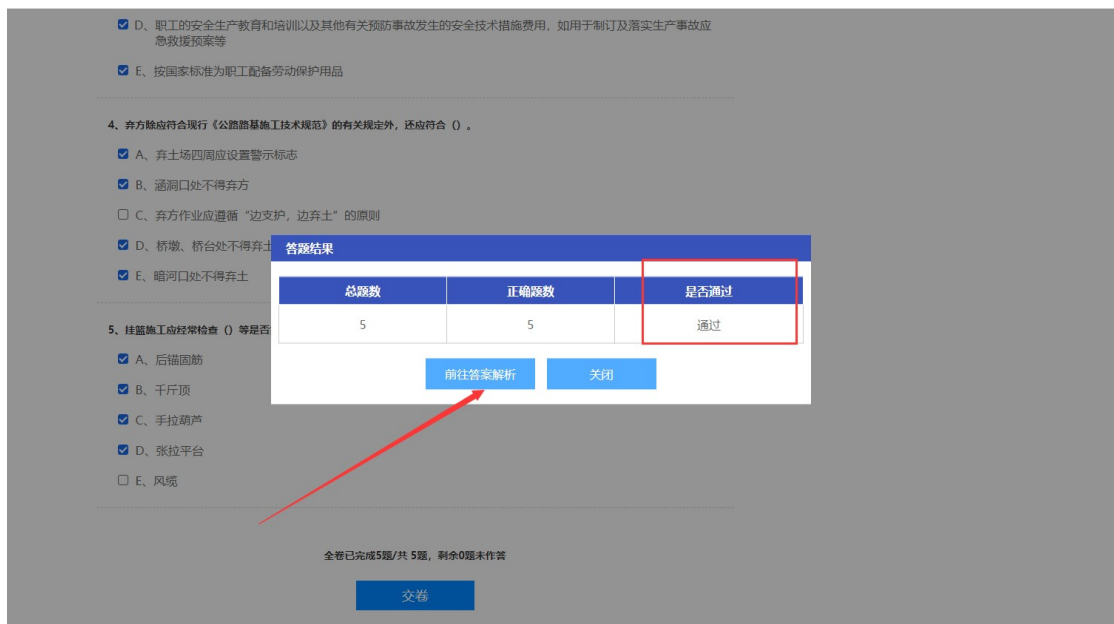 D、职工的安全生产教育和培训以及其他有关预防事故发生的安全技术措施费用，如用于制订及落实生产事故应
急救援预案等
E、按国家标准为职工配备劳动保护用品
4、弃方除应符合现行《公路路基施工技术规范》的有关规定外，还应符合（）。
A、弃土场四周应设置警示标志
B、涵洞口处不得弃方
C、弃方作业应遵循“边支护，边弃土”的原则
D、桥墩、桥台处不得弃土
E、暗河口处不得弃土
答题结果
总题数 正确题数 是否通过
5 5 通过
前往答案解析 关闭
5、挂篮施工应经常检查（）等是否
A、后锚固筋
B、千斤顶
C、手拉葫芦
D、张拉平台
E、风缆
全卷已完成5题/共 5题，剩余0题未作答
交卷